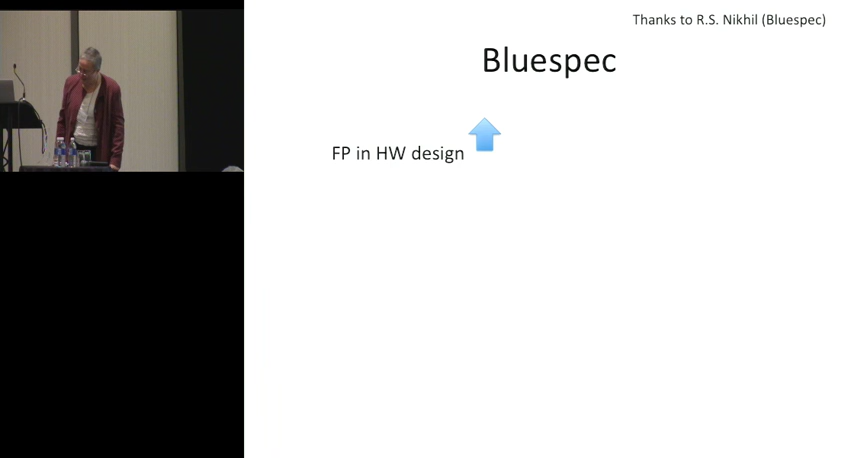 Thanks to R.S. Nikhil (Bluespec)
Bluespec
FP in HW design